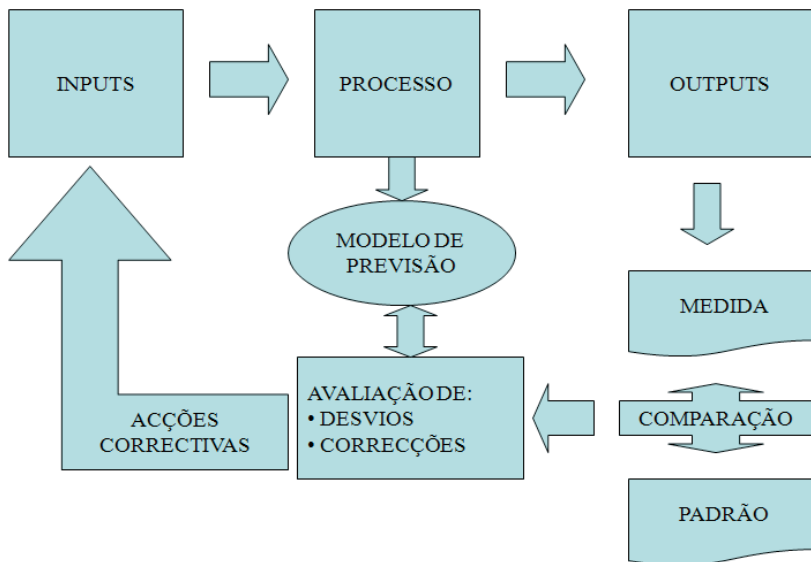 INPUTS
PROCESSO
OUTPUTS
MODELO DE
PREVISÃO
MEDIDA
AVALIAÇÃO DE:
• DESVIOS
• CORRECÇÕES
COMPARAÇÃO
ACÇÕES
CORRECTIVAS
PADRÃO